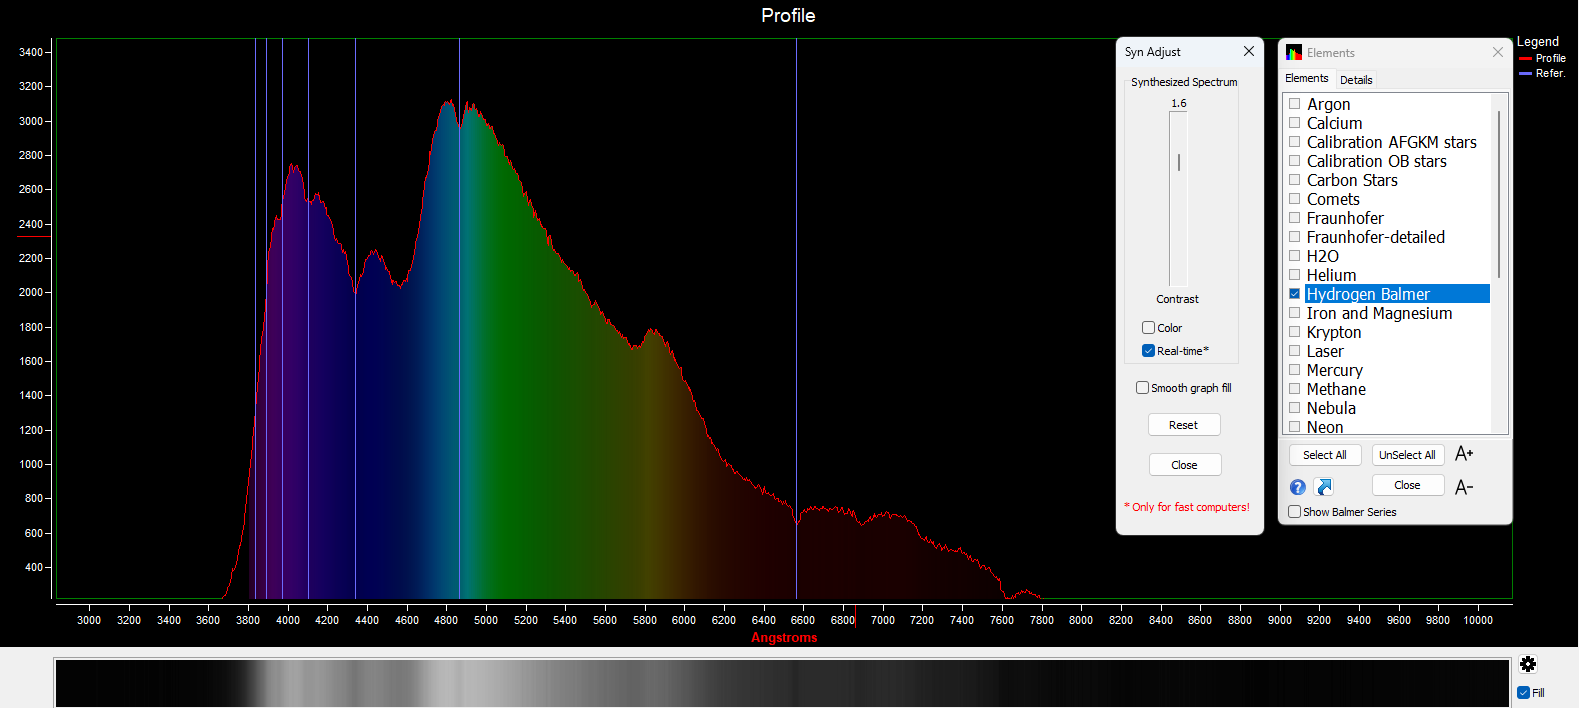 Profile
3400
3200
3000
2800
2600
2400
2200
2000
1800
1600
1400
1200
1000
800
600
400
3000 3200 3400 3600 3800 4000 4200 4400 4600 4800 5000 5200 5400 5600 5800 6000 6200 6400 6600 6800 7000 7200 7400 7600 7800 8000 8200 8400 8600 8800 9000 9200 9400 9600 9800 10000
Angstroms
Syn Adjust
Synthesized Spectrum
1.6
Contrast
Color
Real-time*
Smooth graph fill
Reset
Close
* Only for fast computers!
Elements
Elements Details
Argon
Calcium
Calibration AFGKM stars
Calibration OB stars
Carbon Stars
Comets
Fraunhofer
Fraunhofer-detailed
H2O
Helium
Hydrogen Balmer
Iron and Magnesium
Krypton
Laser
Mercury
Methane
Nebula
Neon
Select All UnSelect All A+
? Close A-
Show Balmer Series
Legend
Profile
Refer.
Fill